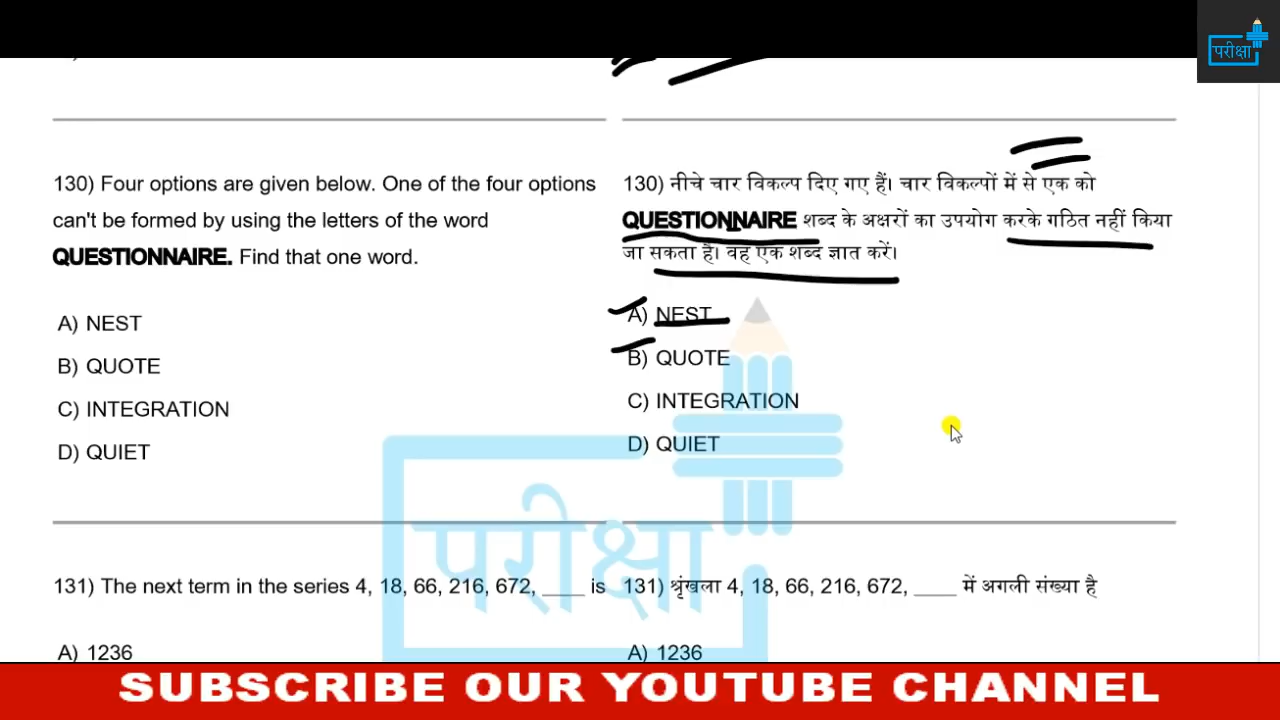 परीक्षा
130) Four options are given below. One of the four options
can't be formed by using the letters of the word
QUESTIONNAIRE. Find that one word.
A) NEST
B) QUOTE
C) INTEGRATION
D) QUIET
130) नीचे चार विकल्प दिए गए हैं। चार विकल्पों में से एक को
QUESTIONNAIRE शब्द के अक्षरों का उपयोग करके गठित नहीं किया
जा सकता है। वह एक शब्द ज्ञात करें।
A) NEST
B) QUOTE
C) INTEGRATION
D) QUIET
परीक्षा
131) The next term in the series 4, 18, 66, 216, 672, ____ is
A) 1236
131) श्रृंखला 4, 18, 66, 216, 672, ____ में अगली संख्या है
A) 1236
SUBSCRIBE OUR YOUTUBE CHANNEL